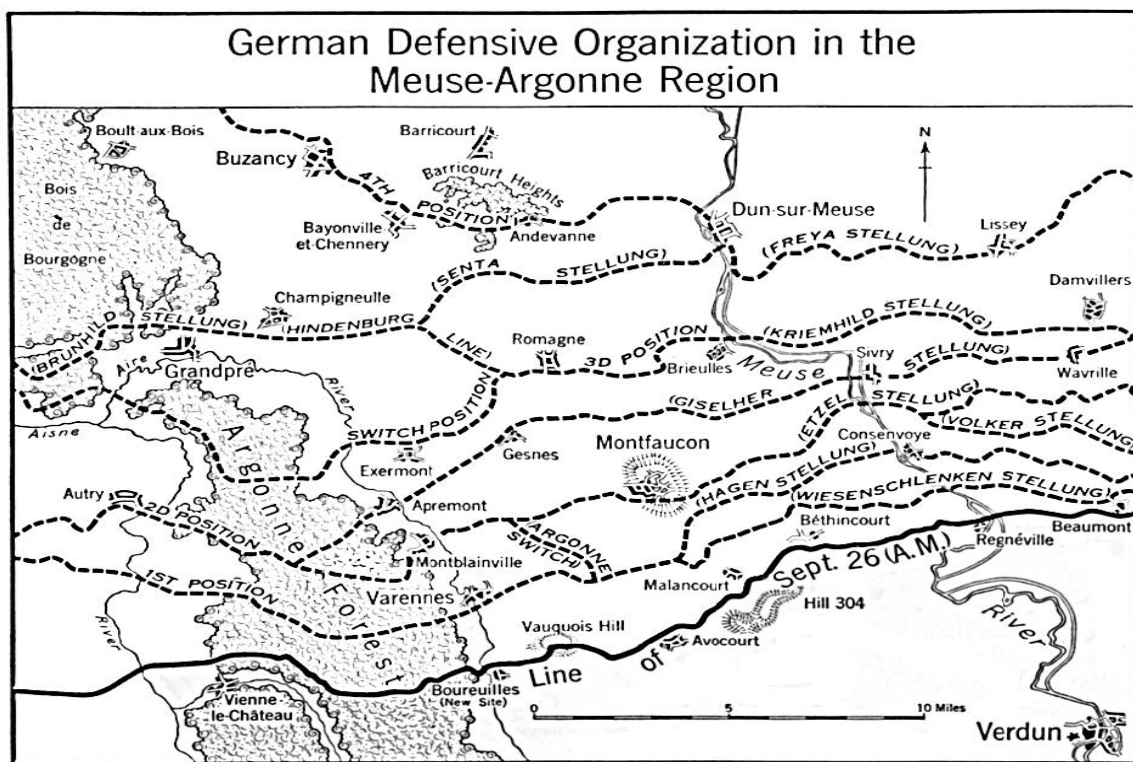 German Defensive Organization in the
Meuse-Argonne Region
Boult-aux-Bois
Buzancy
Barricourt
N
Bois
de
Bourgogne
4TH
POSITION)
Barricourt Heights
Bayonville
et-Chennery
Andevanne
Dun-sur-Meuse
(FREYA STELLUNG)
Lissey
(SENTA
STELLUNG)
Damvillers
Champigneulle
(BRUNHILD
STELLUNG)
(HINDENBURG
LINE)
Romagne
3D POSITION
(KRIEMHILD STELLUNG)
Aire
River
Grandpré
Brieulles
Meuse
Sivry
STELLUNG)
Wavrille
Aisne
SWITCH POSITION
(GISELHER
(ETZEL
STELLUNG)
(VOLKER STELLUNG)
Argonne
Forest
Exermont
Gesnes
Montfaucon
Consenvoye
(HAGEN STELLUNG)
(WIESENSCHLENKEN STELLUNG)
Autry
2D POSITION
Apremont
(ARGONNE
SWITCH)
Béthincourt
Beaumont
Regnéville
Montblainville
1ST POSITION
Varennes
Malancourt
Hill 304
River
Vauquois Hill
Avocourt
River
Line of Sept. 26 (A.M.)
Boureuilles
(New Site)
Vienne-
le-Château
0
5
10 Miles
Verdun